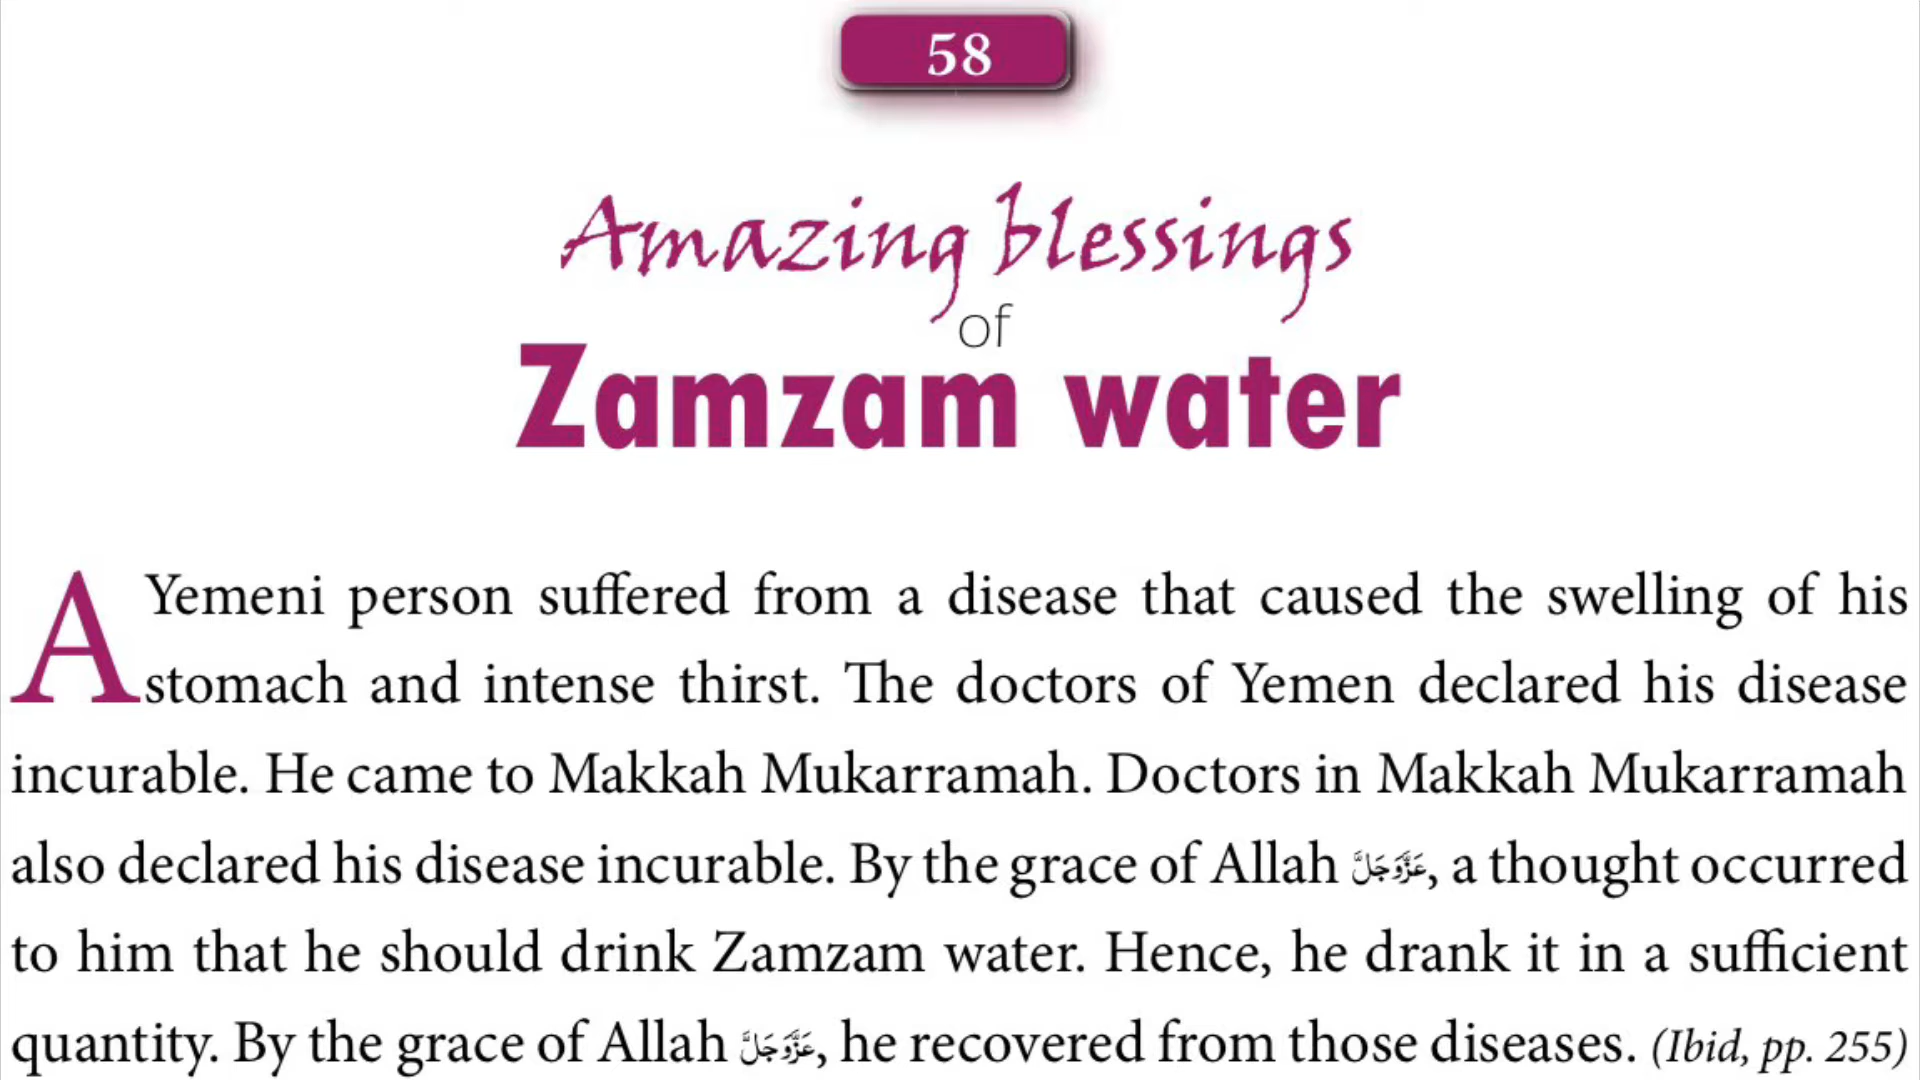 58
Amazing blessings
of
Zamzam water
A Yemeni person suffered from a disease that caused the swelling of his
stomach and intense thirst. The doctors of Yemen declared his disease
incurable. He came to Makkah Mukarramah. Doctors in Makkah Mukarramah
also declared his disease incurable. By the grace of Allah عَزَّوَجَلَّ, a thought occurred
to him that he should drink Zamzam water. Hence, he drank it in a sufficient
quantity. By the grace of Allah عَزَّوَجَلَّ, he recovered from those diseases. (Ibid, pp. 255)